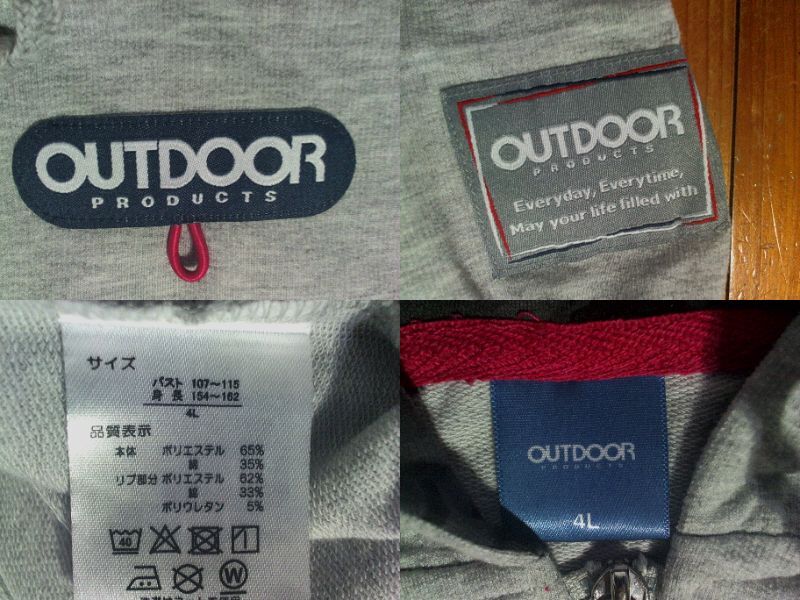 OUTDOOR
PRODUCTS
OUTDOOR
PRODUCTS
Everyday, Everytime,
May your life filled with
サイズ
バスト 107～115
身長 154～162
4L
品質表示
本体 ポリエステル 65%
綿 35%
リブ部分 ポリエステル 62%
綿 33%
ポリウレタン 5%
40
W
OUTDOOR
PRODUCTS
4L